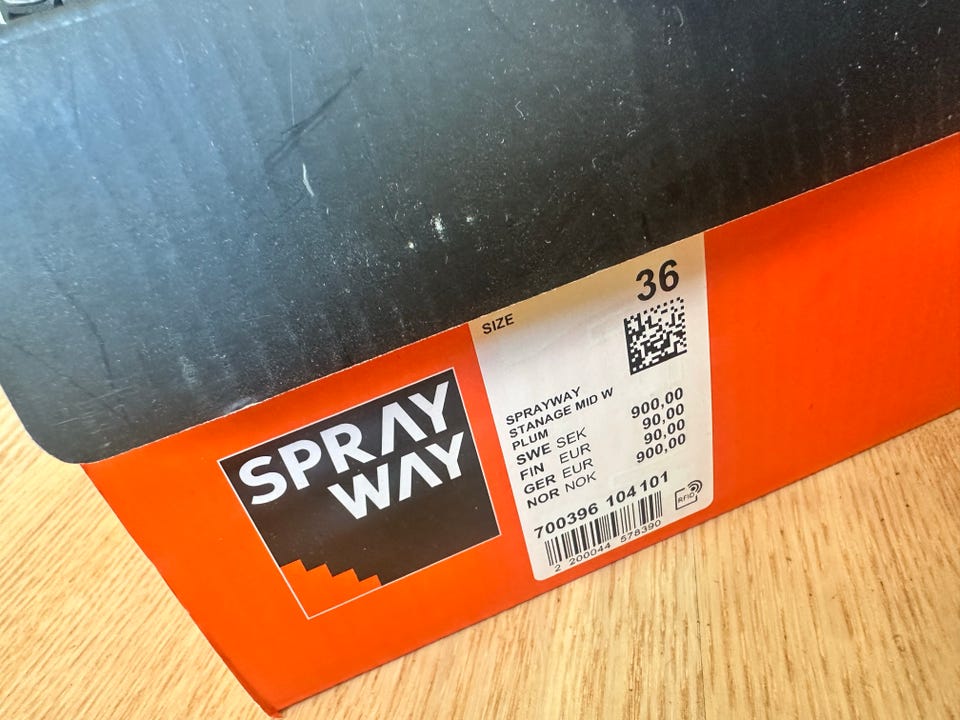 SPRAY
WAY
SIZE 36
SPRAYWAY
STANAGE MID W
PLUM
SWE SEK 900,00
FIN EUR 90,00
GER EUR 90,00
NOR NOK 900,00
700396 104101
2 200044 578390
RFID